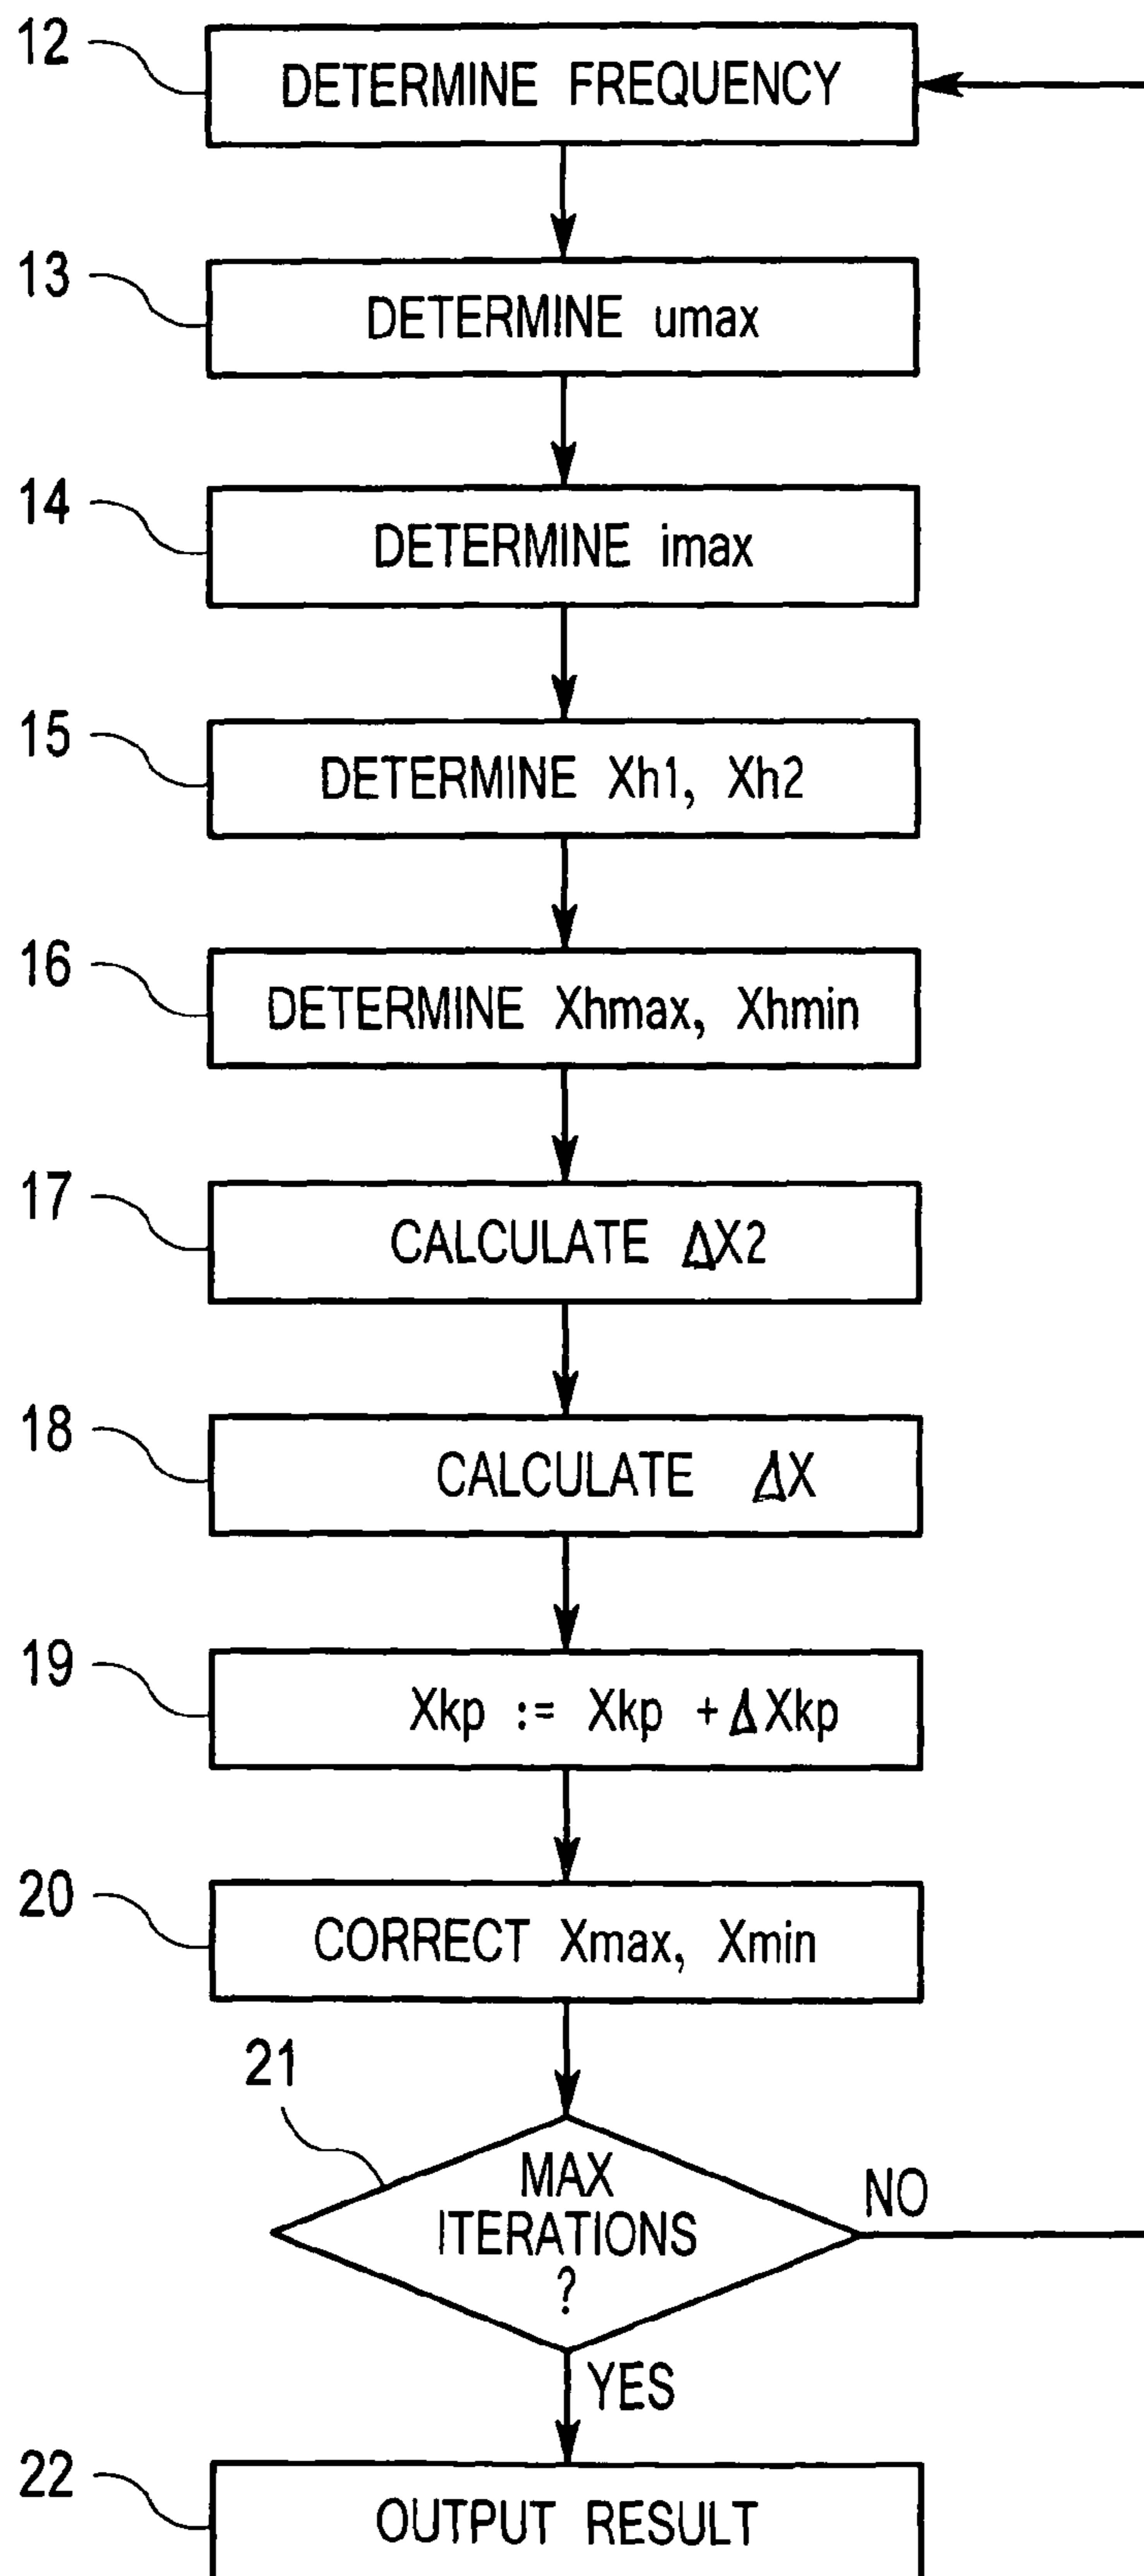 12
DETERMINE FREQUENCY
13
DETERMINE umax
14
DETERMINE imax
15
DETERMINE Xh1, Xh2
16
DETERMINE Xhmax, Xhmin
17
CALCULATE ΔX2
18
CALCULATE ΔX
19
Xkp := Xkp + ΔXkp
20
CORRECT Xmax, Xmin
21
MAX
ITERATIONS
?
NO
YES
22
OUTPUT RESULT